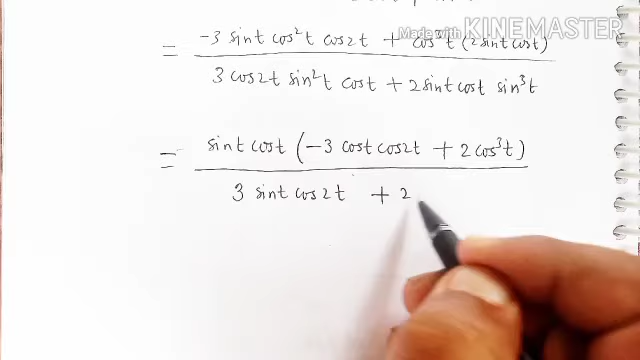 Made with KINEMASTER
= -3 sint cos²t cos2t + cos³t (2 sint cost)
3 cos2t sin²t cost + 2 sint cost sin³t
= sint cost (-3 cost cos2t + 2 cos³t)
3 sint cos2t + 2